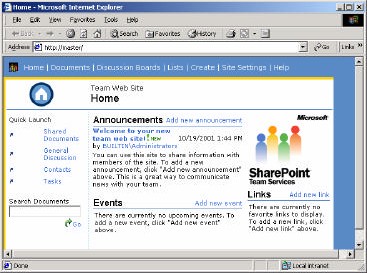 Home - Microsoft Internet Explorer
File Edit View Favorites Tools Help
Back Search Favorites History
Address http://master/ Go Links »
Home | Documents | Discussion Boards | Lists | Create | Site Settings | Help
Team Web Site
Home
Quick Launch
Shared
Documents
General
Discussion
Contacts
Tasks
Search Documents
Go
Announcements Add new announcement
Welcome to your new
team web site! NEW 10/19/2001 1:44 PM
by BUILTIN\Administrators
You can use this site to share information with
members of the site. To add a new
announcement, click "Add new announcement"
above. This is a great way to communicate
news with your team.
Events Add new event
There are currently no upcoming events. To add
a new event, click "Add new event"
above.
Microsoft
SharePoint
Team Services
Links Add new link
There are currently no
favorite links to display.
To add a new link, click
"Add new link" above.
Done Local intranet